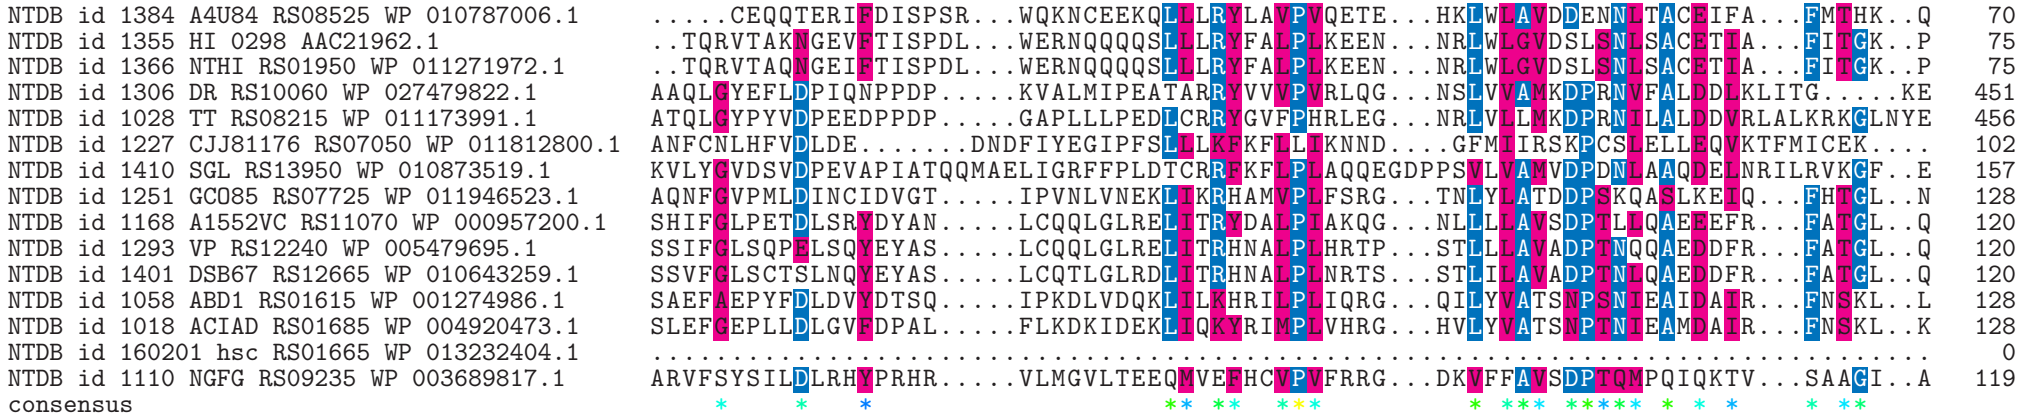 NTDB id 1384 A4U84 RS08525 WP 010787006.1 .....CEQQTERIFDISPSR...WQKNCEEKQLLLRYLAVPVQETE...HKLWLAVDDENNLTACEIFA...FMTHK..Q 70
NTDB id 1355 HI 0298 AAC21962.1 ..TQRVTAKNGEVFTISPDL...WERNQQQQSLLLRYFALPLKEEN...NRLWLGVDSLSNLSACETIA...FITGK..P 75
NTDB id 1366 NTHI RS01950 WP 011271972.1 ..TQRVTAQNGEIFTISPDL...WERNQQQQSLLLRYFALPLKEEN...NRLWLGVDSLSNLSACETIA...FITGK..P 75
NTDB id 1306 DR RS10060 WP 027479822.1 AAQLGYEFLDPIQNPPDP.....KVALMIPEATARRYVVVPVRLQG...NSLVVAMKDPRNVFALDDLKLITG.....KE 451
NTDB id 1028 TT RS08215 WP 011173991.1 ATQLGYPYVDPEEDPPDP.....GAPLLLPEDLCRRYGVFPHRLEG...NRLVLLMKDPRNILALDDVRLALKRKGLNYE 456
NTDB id 1227 CJJ81176 RS07050 WP 011812800.1 ANFCNLHFVDLDE.......DNDFIYEGIPFSLLLKFKFLLIKNND....GFMIIRSKPCSLELLEQVKTFMICEK.... 102
NTDB id 1410 SGL RS13950 WP 010873519.1 KVLYGVDSVDPEVAPIATQQMAELIGRFFPLDTCRRFKFLPLAQQEGDPPSVLVAMVDPDNLAAQDELNRILRVKGF..E 157
NTDB id 1251 GCO85 RS07725 WP 011946523.1 AQNFGVPMLDINCIDVGT.....IPVNLVNEKLIKRHAMVPLFSRG...TNLYLATDDPSKQASLKEIQ...FHTGL..N 128
NTDB id 1168 A1552VC RS11070 WP 000957200.1 SHIFGLPETDLSRYDYAN.....LCQQLGLRELITRYDALPIAKQG...NLLLLAVSDPTLLQAEEEFR...FATGL..Q 120
NTDB id 1293 VP RS12240 WP 005479695.1 SSIFGLSQPELSQYEYAS.....LCQQLGLRELITRHNALPLHRTP...STLLLAVADPTNQQAEDDFR...FATGL..Q 120
NTDB id 1401 DSB67 RS12665 WP 010643259.1 SSVFGLSCTSLNQYEYAS.....LCQTLGLRDLITRHNALPLNRTS...STLILAVADPTNLQAEDDFR...FATGL..Q 120
NTDB id 1058 ABD1 RS01615 WP 001274986.1 SAEFAEPYFDLDVYDTSQ.....IPKDLVDQKLILKHRILPLIQRG...QILYVATSNPSNIEAIDAIR...FNSKL..L 128
NTDB id 1018 ACIAD RS01685 WP 004920473.1 SLEFGEPLLDLGVFDPAL.....FLKDKIDEKLIQKYRIMPLVHRG...HVLYVATSNPTNIEAMDAIR...FNSKL..K 128
NTDB id 160201 hsc RS01665 WP 013232404.1 ................................................................................ 0
NTDB id 1110 NGFG RS09235 WP 003689817.1 ARVFSYSILDLRHYPRHR.....VLMGVLTEEQMVEFHCVPVFRRG...DKVFFAVSDPTQMPQIQKTV...SAAGI..A 119
consensus * * * ** ** *** * ******* * * * * **